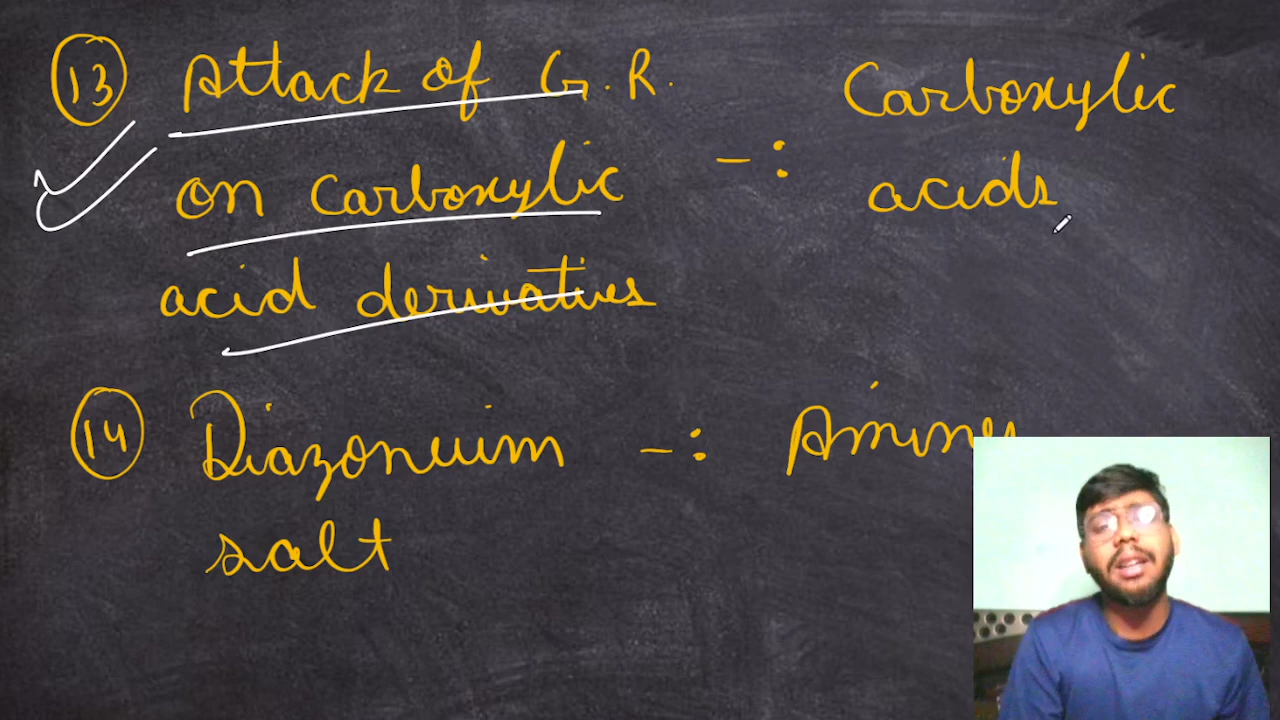 13 Attack of G.R. -: Carboxylic
on carboxylic acids
acid derivatives
14 Diazonium -: Amines
salt